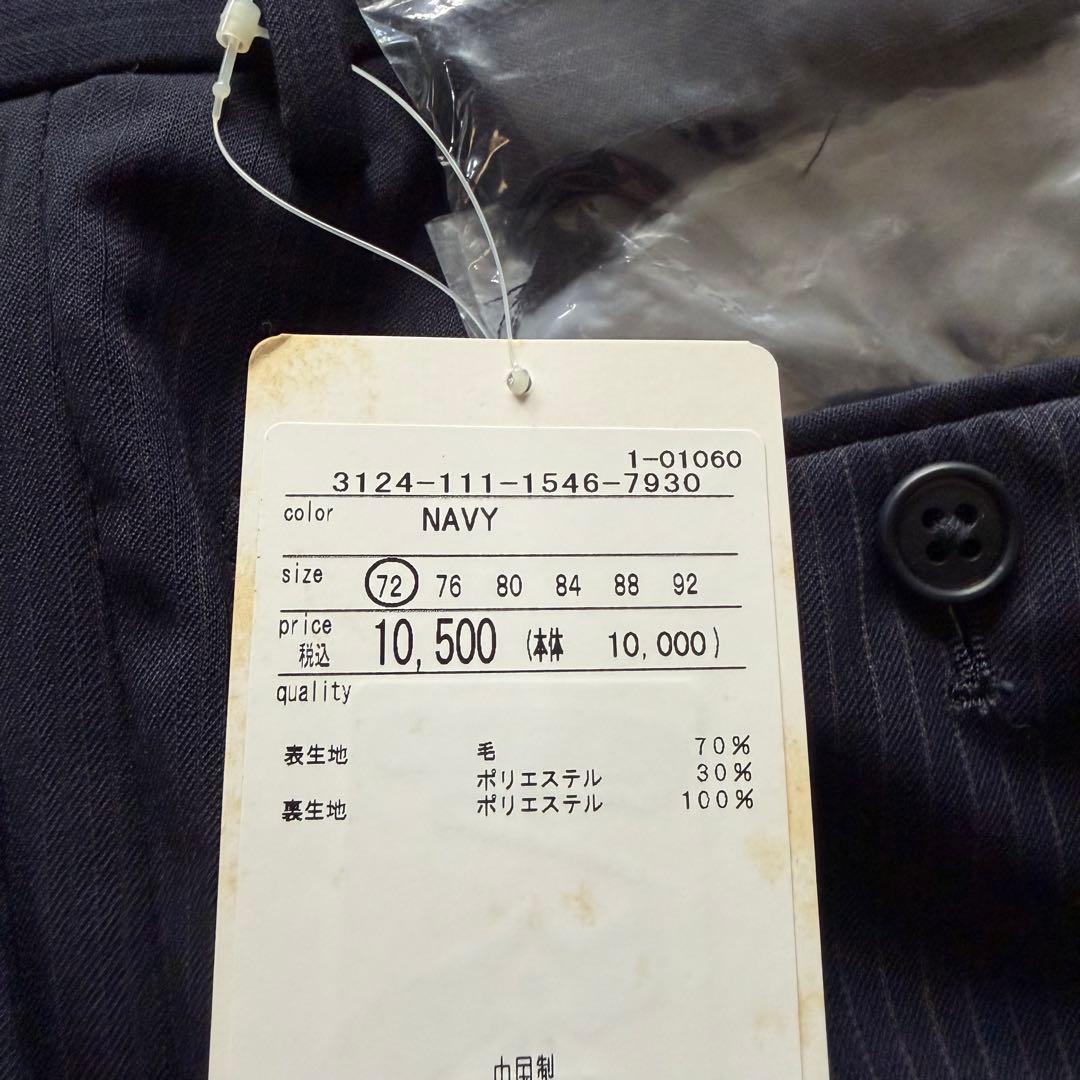 1-01060
3124-111-1546-7930
color NAVY
size 72 76 80 84 88 92
price 10,500 (本体 10,000)
税込
quality
表生地 毛 70%
ポリエステル 30%
裏生地 ポリエステル 100%
中国製